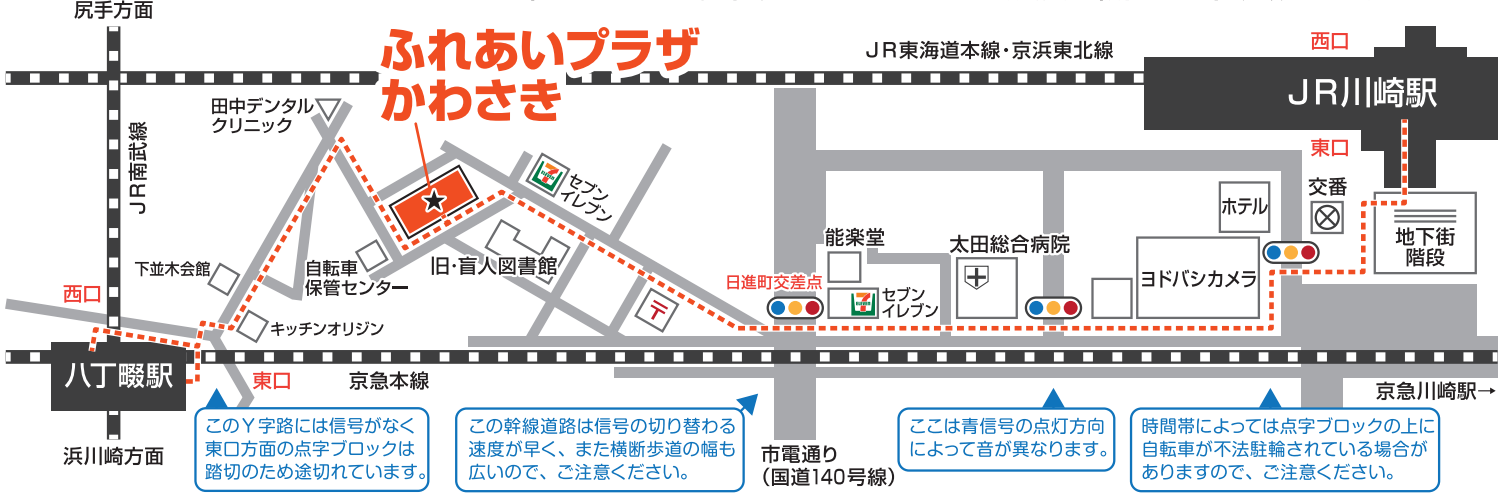 尻手方面
ふれあいプラザ
かわさき
JR東海道本線・京浜東北線
西口
JR川崎駅
田中デンタル
クリニック
JR南武線
東口
交番
ホテル
地下街
階段
セブン
イレブン
能楽堂
太田総合病院
ヨドバシカメラ
下並木会館
自転車
保管センター
旧・盲人図書館
日進町交差点
セブン
イレブン
西口
キッチンオリジン
〒
八丁畷駅
東口
京急本線
京急川崎駅→
浜川崎方面
このY字路には信号がなく
東口方面の点字ブロックは
踏切のため途切れています。
この幹線道路は信号の切り替わる
速度が早く、また横断歩道の幅も
広いので、ご注意ください。
市電通り
(国道140号線)
ここは青信号の点灯方向
によって音が異なります。
時間帯によっては点字ブロックの上に
自転車が不法駐輪されている場合が
ありますので、ご注意ください。